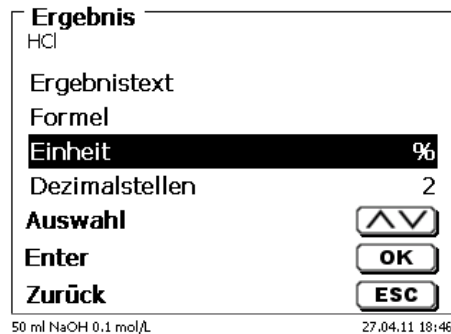 Ergebnis
HCl
Ergebnistext
Formel
Einheit %
Dezimalstellen 2
Auswahl
Enter OK
Zurück ESC
50 ml NaOH 0.1 mol/L 27.04.11 18:46